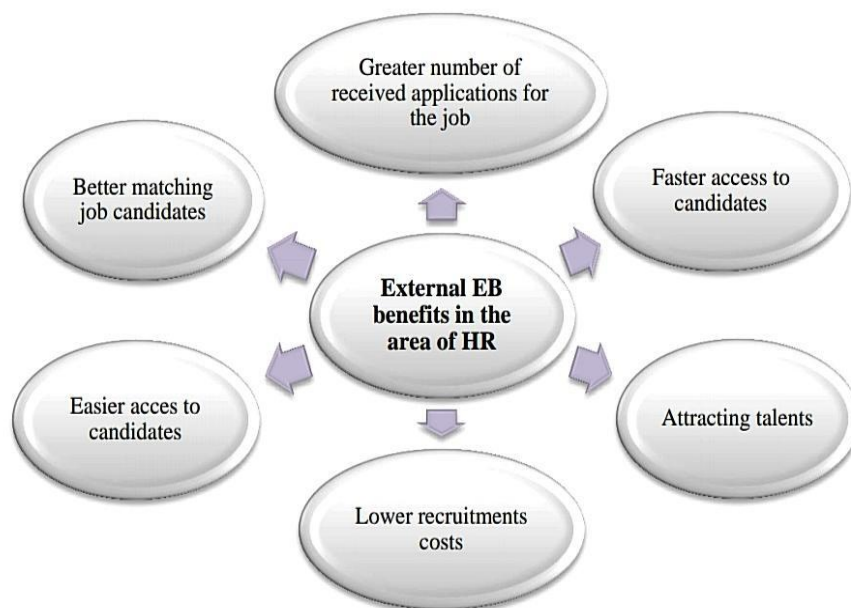 Greater number of
received applications for
the job
Better matching
job candidates
Faster access to
candidates
External EB
benefits in the
area of HR
Easier acces to
candidates
Attracting talents
Lower recruitments
costs